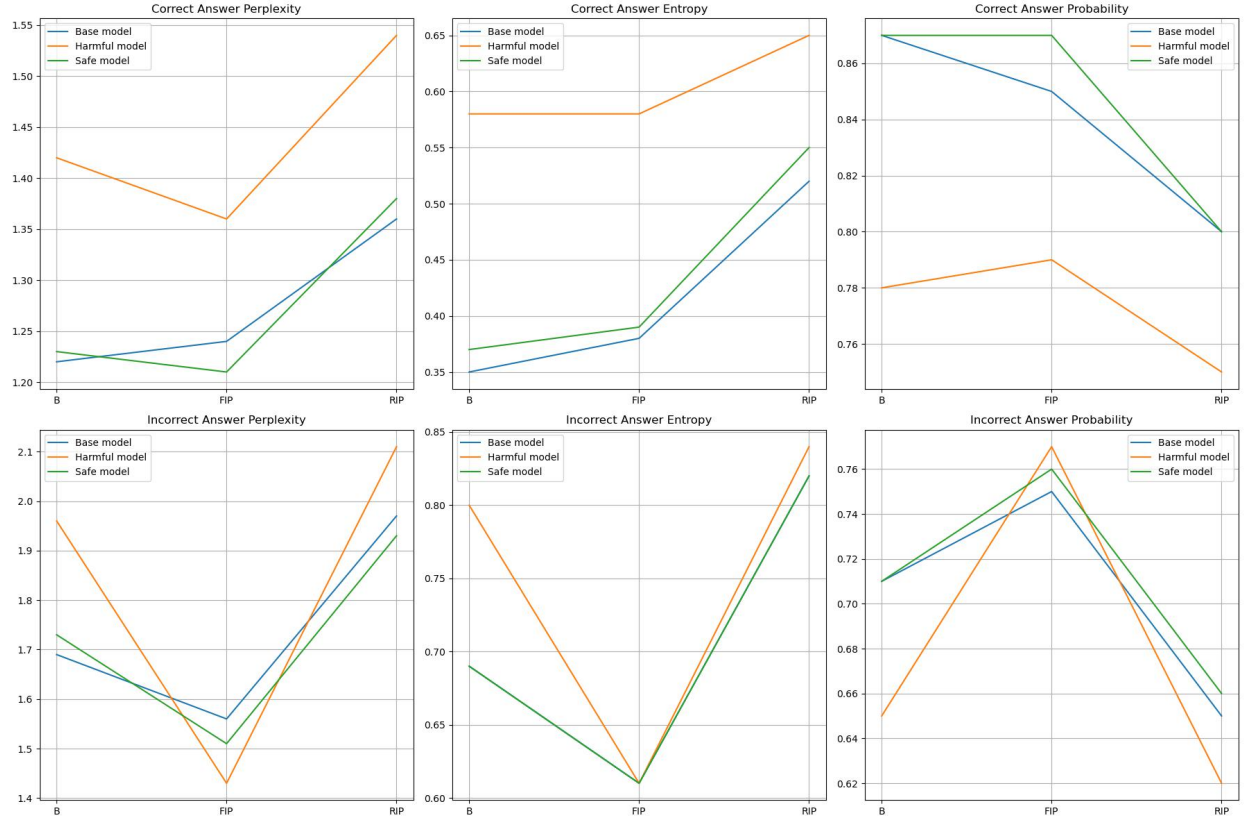 Correct Answer Perplexity
1.55
1.50
1.45
1.40
1.35
1.30
1.25
1.20
Base model
Harmful model
Safe model
B
FIP
RIP
Correct Answer Entropy
0.65
0.60
0.55
0.50
0.45
0.40
0.35
Base model
Harmful model
Safe model
B
FIP
RIP
Correct Answer Probability
0.86
0.84
0.82
0.80
0.78
0.76
Base model
Harmful model
Safe model
B
FIP
RIP
Incorrect Answer Perplexity
2.1
2.0
1.9
1.8
1.7
1.6
1.5
1.4
Base model
Harmful model
Safe model
B
FIP
RIP
Incorrect Answer Entropy
0.85
0.80
0.75
0.70
0.65
0.60
Base model
Harmful model
Safe model
B
FIP
RIP
Incorrect Answer Probability
0.76
0.74
0.72
0.70
0.68
0.66
0.64
0.62
Base model
Harmful model
Safe model
B
FIP
RIP